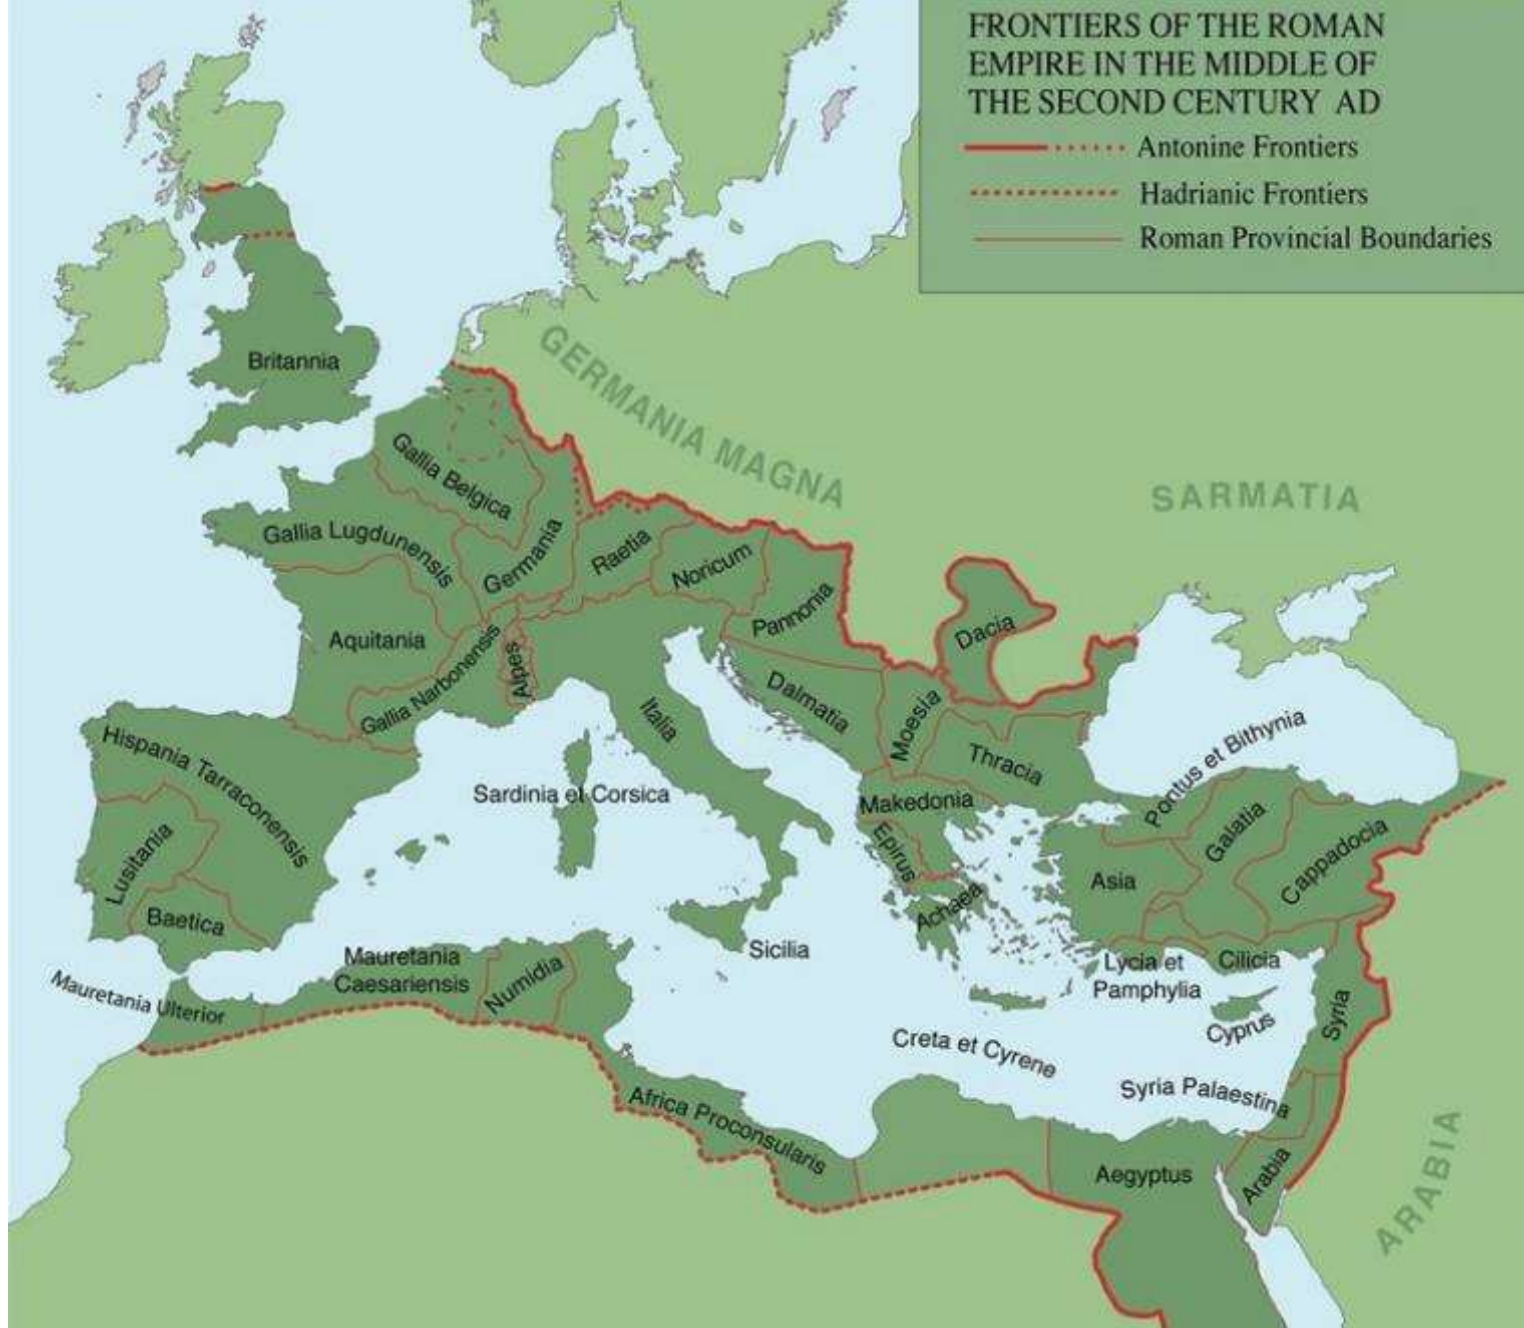 FRONTIERS OF THE ROMAN
EMPIRE IN THE MIDDLE OF
THE SECOND CENTURY AD
Antonine Frontiers
Hadrianic Frontiers
Roman Provincial Boundaries
Britannia
GERMANIA MAGNA
SARMATIA
Gallia Belgica
Gallia Lugdunensis
Germania
Raetia
Noricum
Pannonia
Dacia
Aquitania
Gallia Narbonensis
Alpes
Italia
Dalmatia
Moesia
Thracia
Pontus et Bithynia
Hispania Tarraconensis
Sardinia et Corsica
Makedonia
Epirus
Galatia
Cappadocia
Lusitania
Baetica
Asia
Achaea
Sicilia
Mauretania
Caesariensis
Numidia
Lycia et
Pamphylia
Cilicia
Mauretania Ulterior
Cyprus
Syria
Creta et Cyrene
Syria Palaestina
Africa Proconsularis
Aegyptus
Arabia
ARABIA